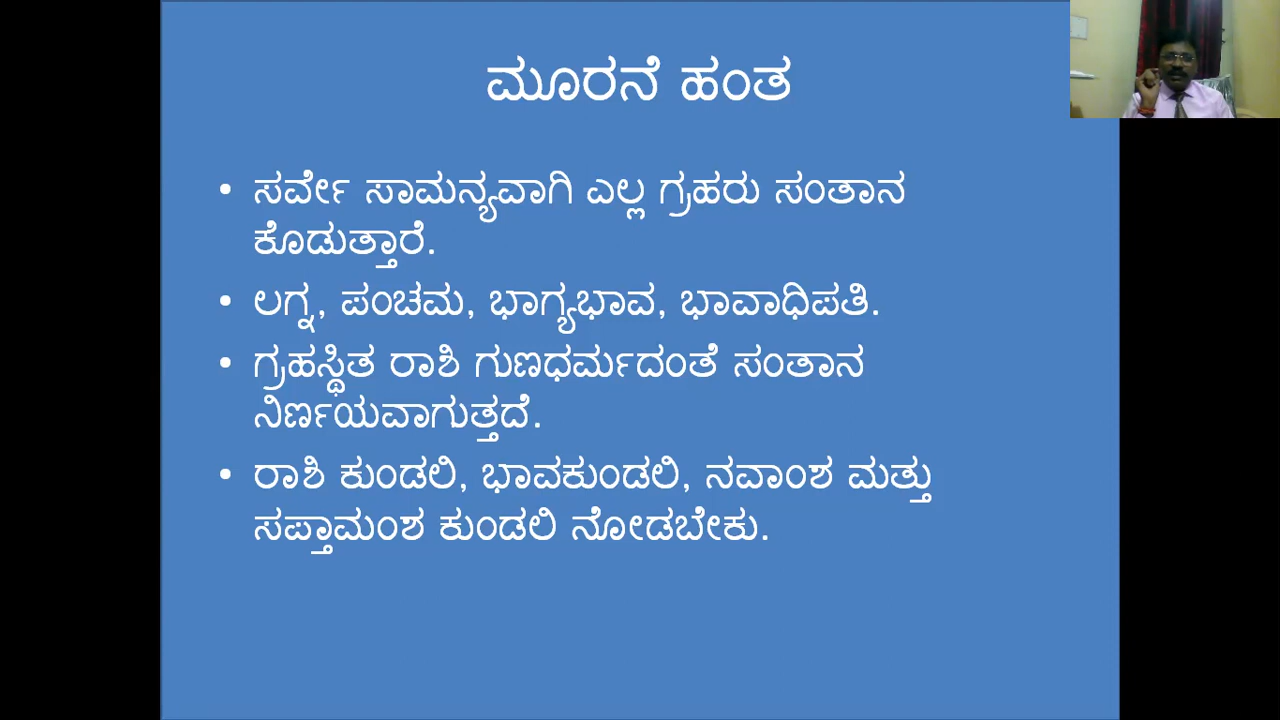 ಮೂರನೆ ಹಂತ
• ಸರ್ವೇ ಸಾಮನ್ಯವಾಗಿ ಎಲ್ಲ ಗ್ರಹರು ಸಂತಾನ
ಕೊಡುತ್ತಾರೆ.
• ಲಗ್ನ, ಪಂಚಮ, ಭಾಗ್ಯಭಾವ, ಭಾವಾಧಿಪತಿ.
• ಗ್ರಹಸ್ಥಿತ ರಾಶಿ ಗುಣಧರ್ಮದಂತೆ ಸಂತಾನ
ನಿರ್ಣಯವಾಗುತ್ತದೆ.
• ರಾಶಿ ಕುಂಡಲಿ, ಭಾವಕುಂಡಲಿ, ನವಾಂಶ ಮತ್ತು
ಸಪ್ತಾಮಂಶ ಕುಂಡಲಿ ನೋಡಬೇಕು.